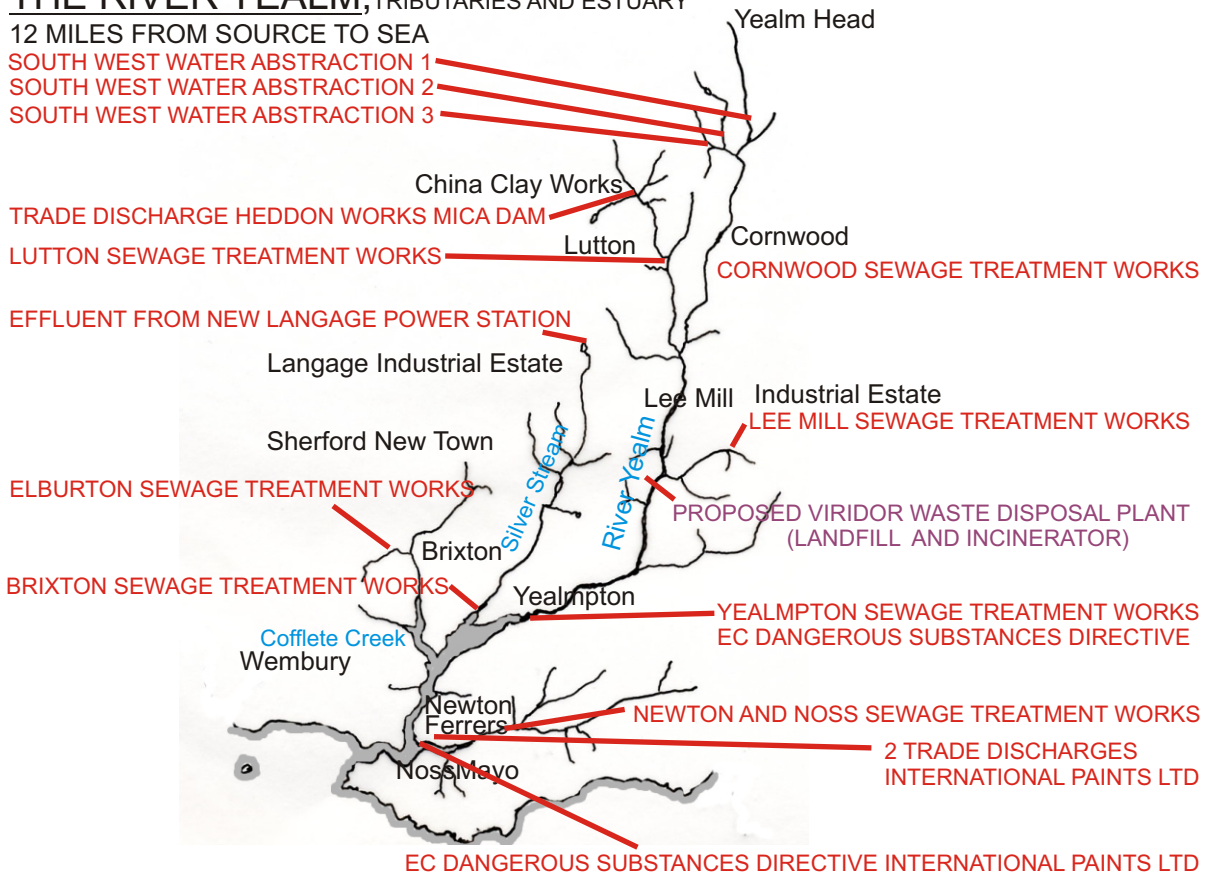 THE RIVER YEALM, TRIBUTARIES AND ESTUARY
Yealm Head
12 MILES FROM SOURCE TO SEA
SOUTH WEST WATER ABSTRACTION 1
SOUTH WEST WATER ABSTRACTION 2
SOUTH WEST WATER ABSTRACTION 3
China Clay Works
TRADE DISCHARGE HEDDON WORKS MICA DAM
Lutton
Cornwood
LUTTON SEWAGE TREATMENT WORKS
CORNWOOD SEWAGE TREATMENT WORKS
EFFLUENT FROM NEW LANGAGE POWER STATION
Langage Industrial Estate
Lee Mill Industrial Estate
LEE MILL SEWAGE TREATMENT WORKS
Sherford New Town
Silver Stream
River Yealm
ELBURTON SEWAGE TREATMENT WORKS
PROPOSED VIRIDOR WASTE DISPOSAL PLANT
(LANDFILL AND INCINERATOR)
Brixton
BRIXTON SEWAGE TREATMENT WORKS
Yealmpton
YEALMPTON SEWAGE TREATMENT WORKS
EC DANGEROUS SUBSTANCES DIRECTIVE
Cofflete Creek
Wembury
Newton
Ferrers
NEWTON AND NOSS SEWAGE TREATMENT WORKS
2 TRADE DISCHARGES
INTERNATIONAL PAINTS LTD
NossMayo
EC DANGEROUS SUBSTANCES DIRECTIVE INTERNATIONAL PAINTS LTD